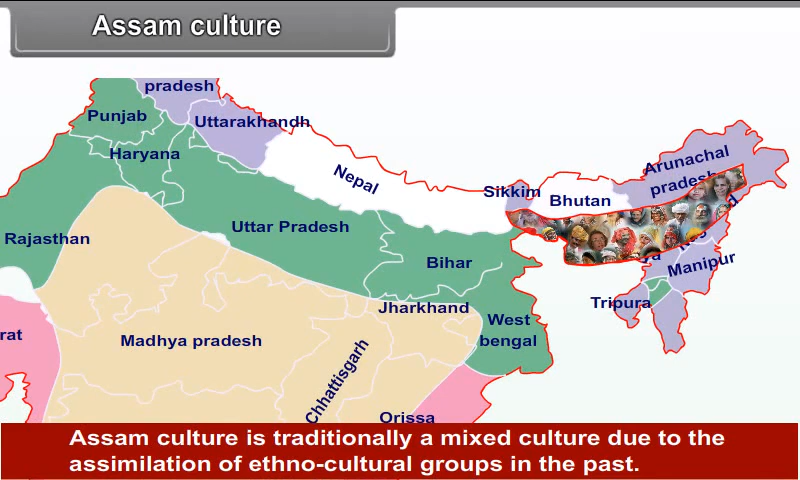 Assam culture
pradesh
Punjab
Uttarakhandh
Haryana
Nepal
Arunachal
pradesh
Sikkim
Bhutan
Rajasthan
Uttar Pradesh
Bihar
Manipur
Tripura
Jharkhand
West
bengal
rat
Madhya pradesh
Chhattisgarh
Orissa
Assam culture is traditionally a mixed culture due to the
assimilation of ethno-cultural groups in the past.